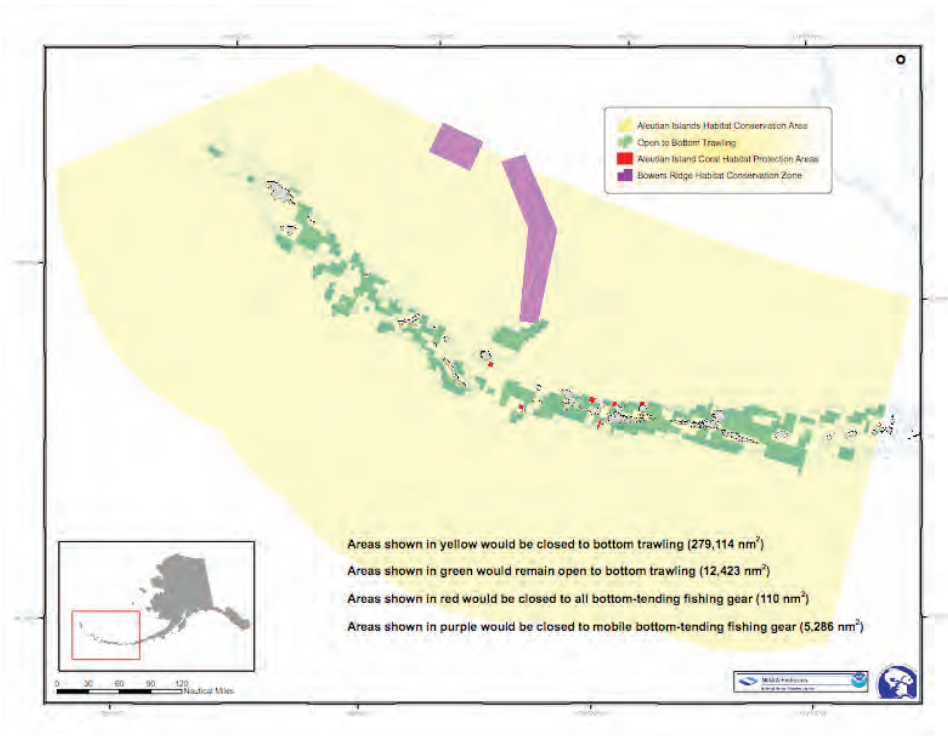 Aleutian Islands Habitat Conservation Area
Open to Bottom Trawling
Aleutian Island Coral Habitat Protection Areas
Bowers Ridge Habitat Conservation Zone
Areas shown in yellow would be closed to bottom trawling (279,114 nm²)
Areas shown in green would remain open to bottom trawling (12,423 nm²)
Areas shown in red would be closed to all bottom-tending fishing gear (110 nm²)
Areas shown in purple would be closed to mobile bottom-tending fishing gear (5,286 nm²)
0 30 60 90 120
Nautical Miles
NOAA Fisheries